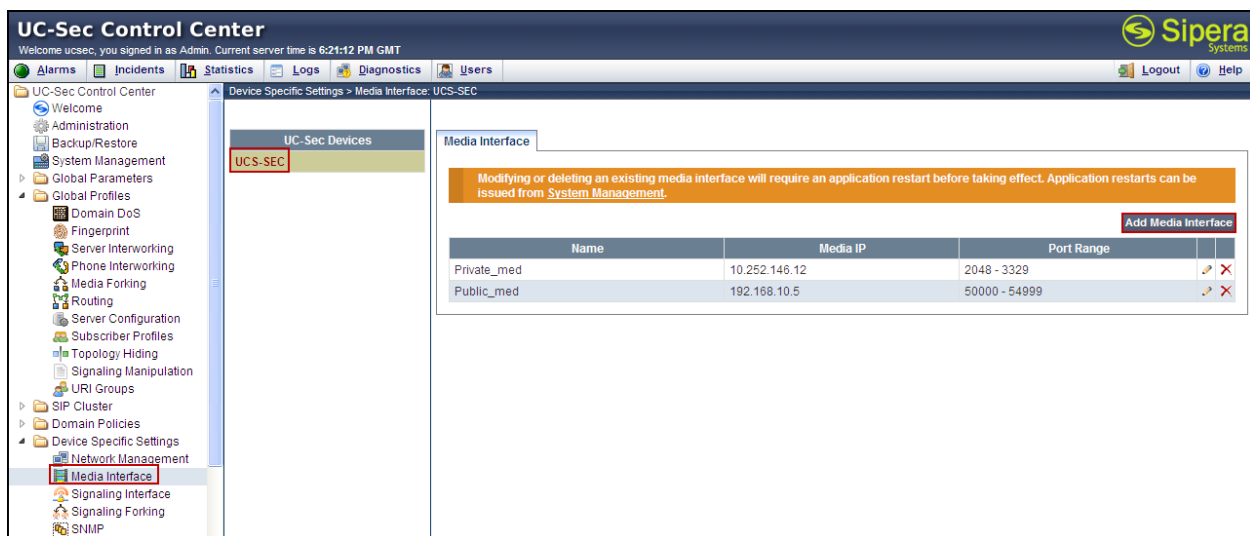 UC-Sec Control Center
Welcome ucsec, you signed in as Admin. Current server time is 6:21:12 PM GMT
Sipera
Systems
Alarms Incidents Statistics Logs Diagnostics Users Logout Help
UC-Sec Control Center
Welcome
Administration
Backup/Restore
System Management
Global Parameters
Global Profiles
Domain DoS
Fingerprint
Server Interworking
Phone Interworking
Media Forking
Routing
Server Configuration
Subscriber Profiles
Topology Hiding
Signaling Manipulation
URI Groups
SIP Cluster
Domain Policies
Device Specific Settings
Network Management
Media Interface
Signaling Interface
Signaling Forking
SNMP
Device Specific Settings > Media Interface: UCS-SEC
UC-Sec Devices
UCS-SEC
Media Interface
Modifying or deleting an existing media interface will require an application restart before taking effect. Application restarts can be
issued from System Management.
Add Media Interface
Name Media IP Port Range
Private_med 10.252.146.12 2048 - 3329
Public_med 192.168.10.5 50000 - 54999